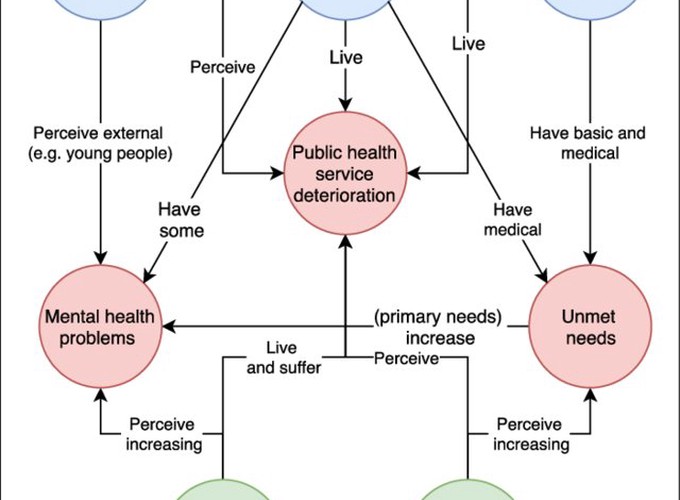 Live
Perceive
Live
Perceive external
(e.g. young people)
Have basic and
medical
Public health
service
deterioration
Have
some
Have
medical
Mental health
problems
(primary needs)
increase
Unmet
needs
Live
and suffer
Perceive
Perceive
increasing
Perceive
increasing